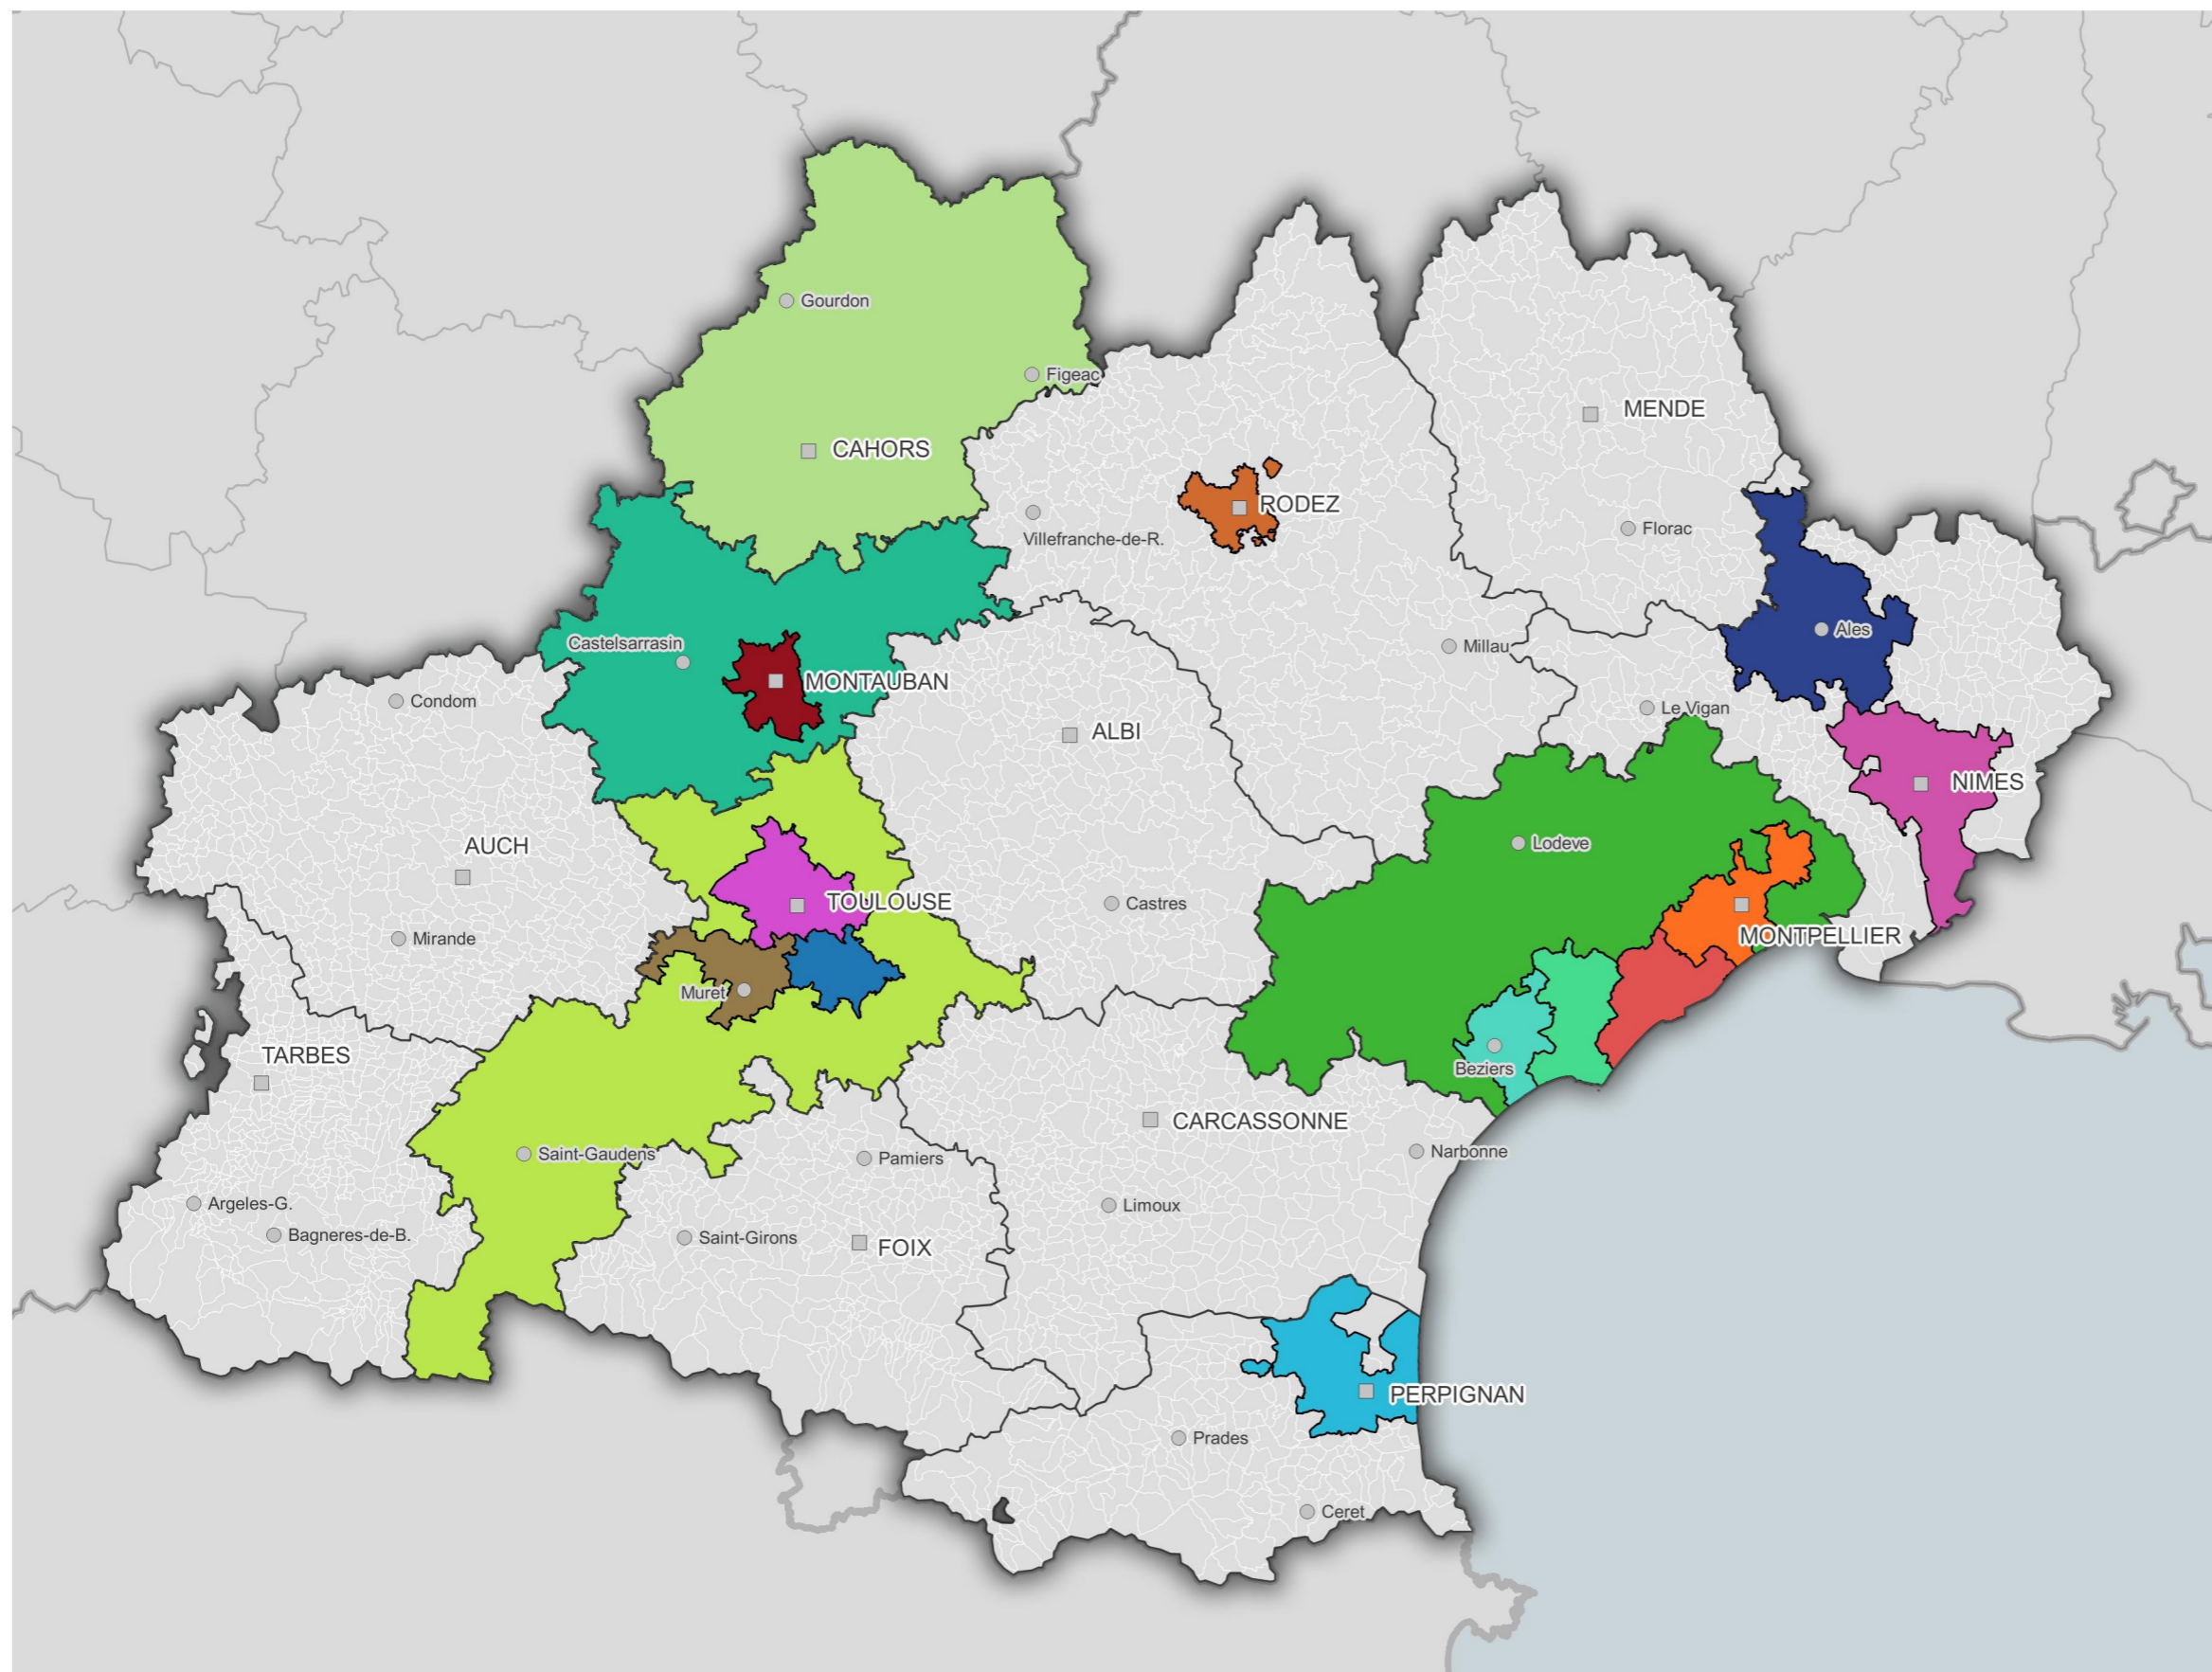 Gourdon
Figeac
MENDE
CAHORS
RODEZ
Florac
Villefranche-de-R.
Ales
Castelsarrasin
Millau
MONTAUBAN
Condom
Le Vigan
ALBI
NIMES
AUCH
Lodeve
TOULOUSE
Castres
Mirande
MONTPELLIER
Muret
TARBES
Beziers
CARCASSONNE
Saint-Gaudens
Pamiers
Narbonne
Argeles-G.
Limoux
Bagneres-de-B.
Saint-Girons
FOIX
PERPIGNAN
Prades
Ceret